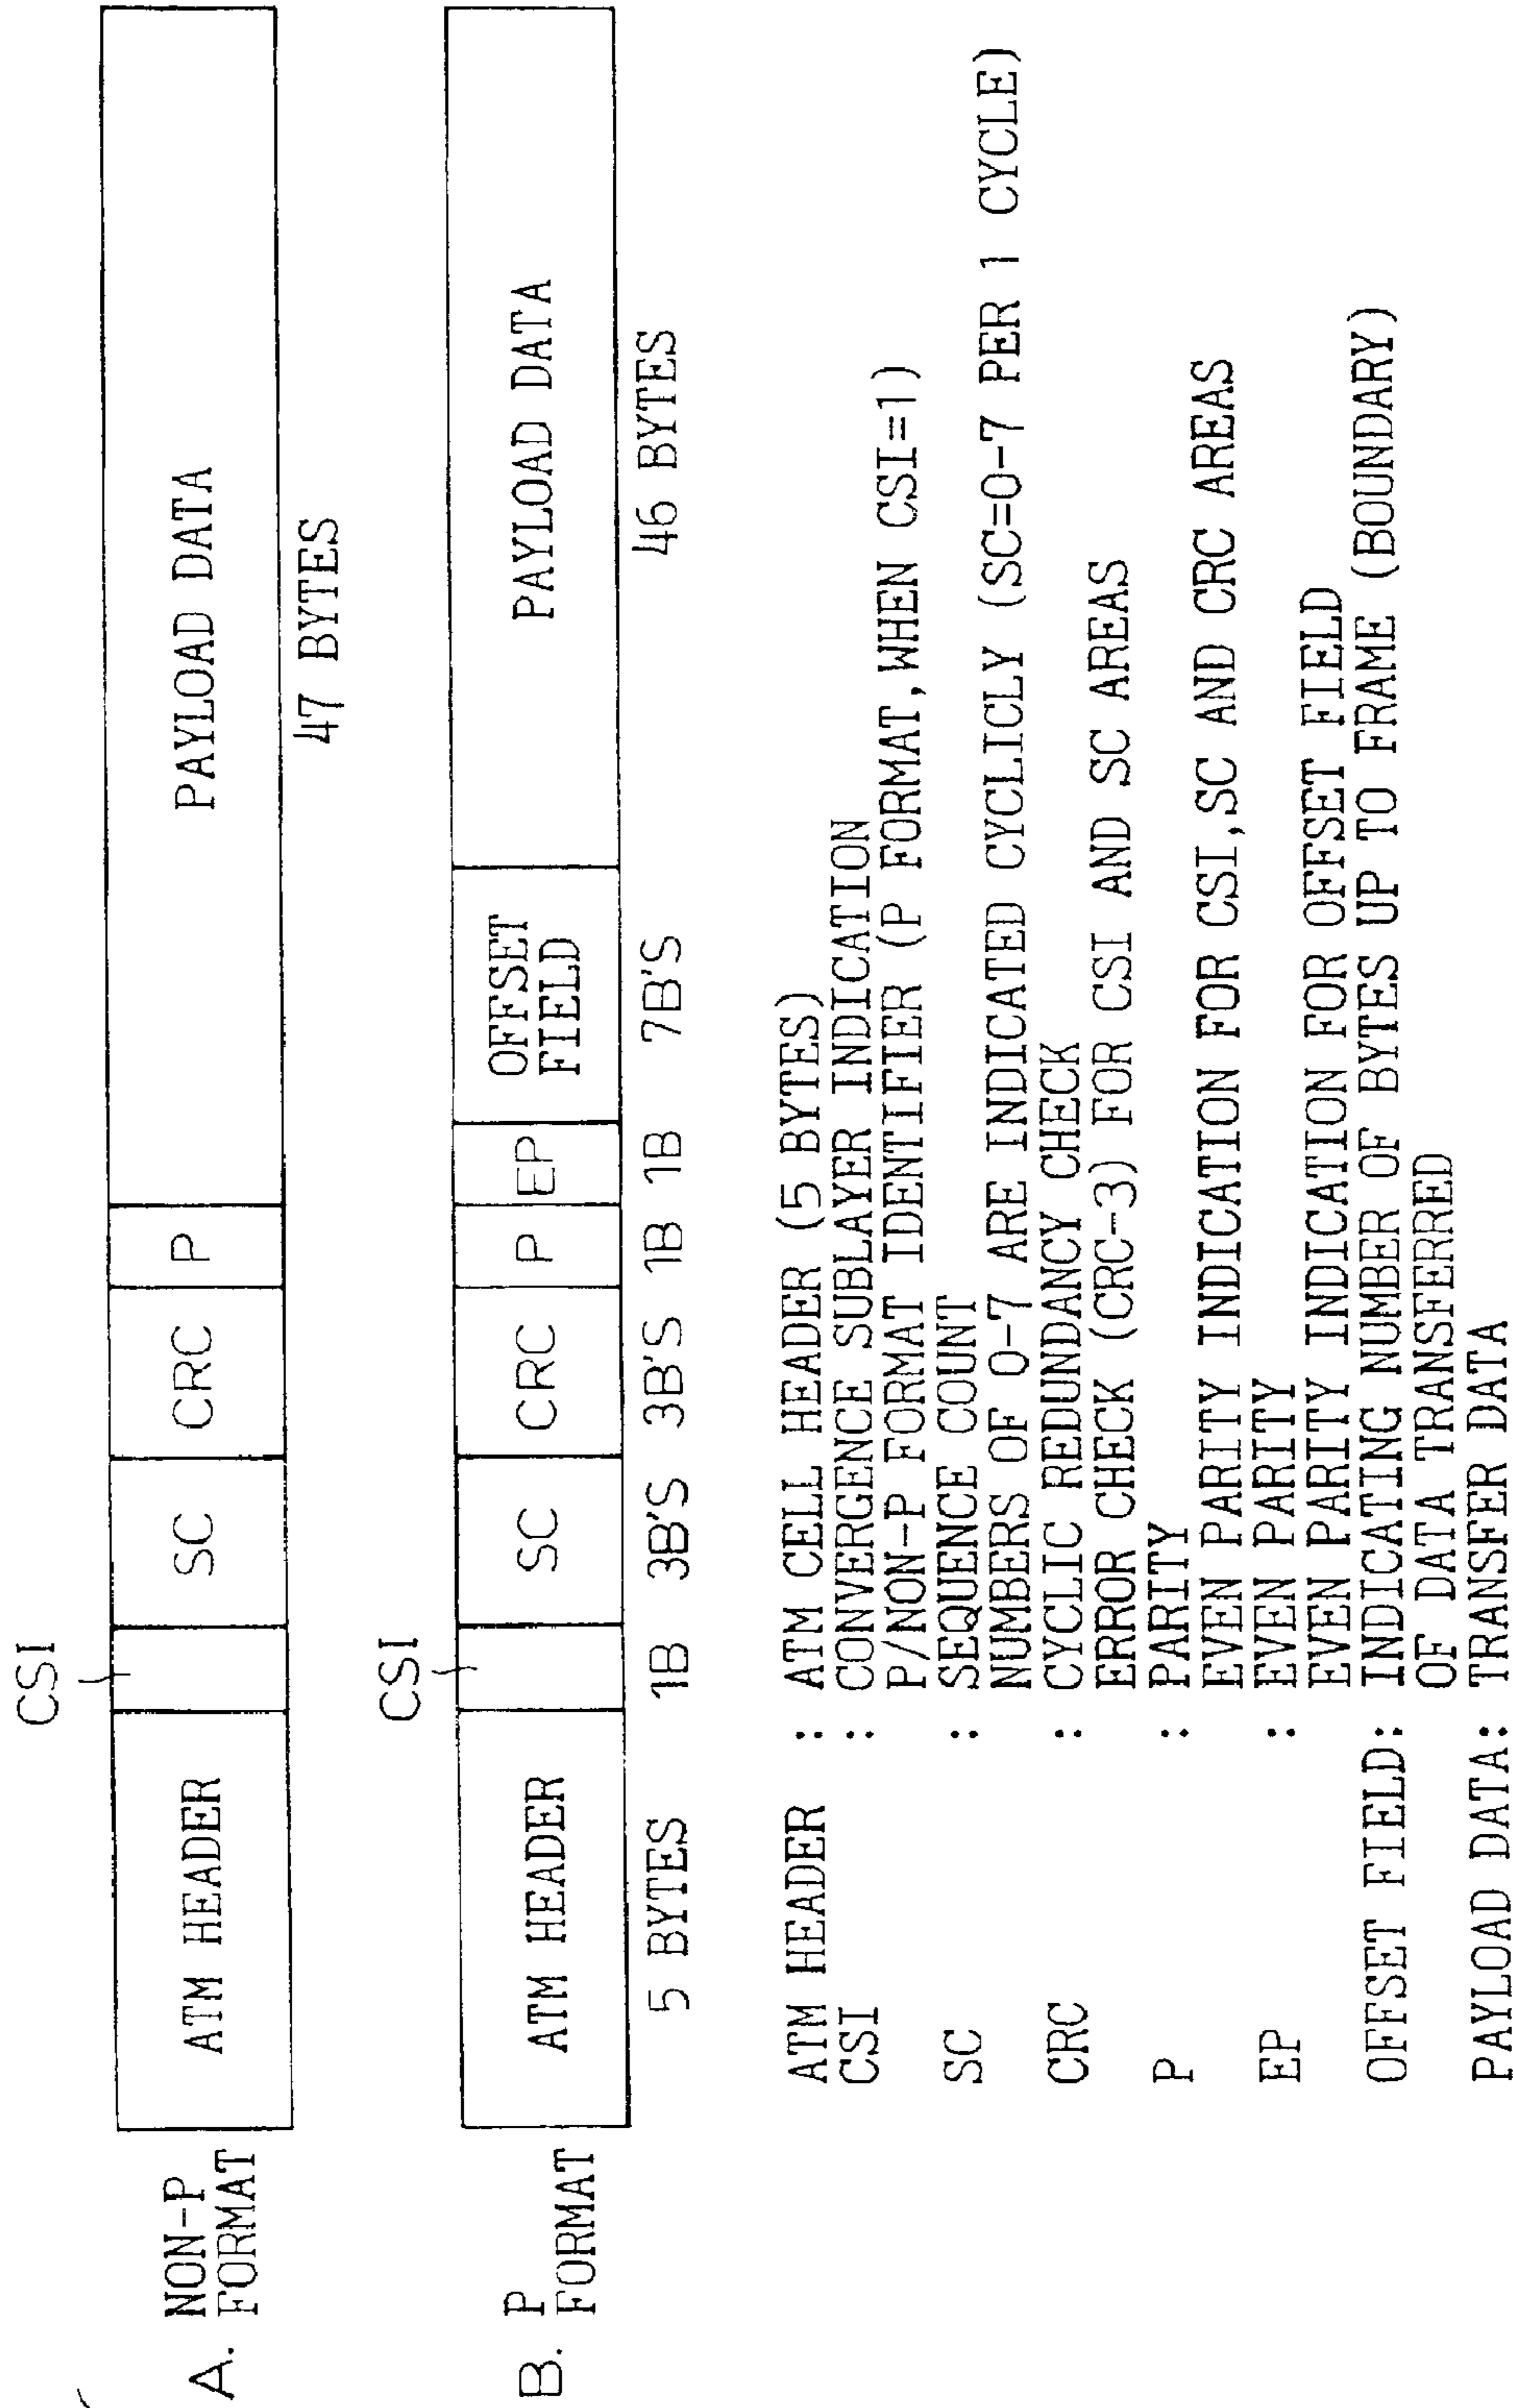 CSI
A. NON-P FORMAT
ATM HEADER SC CRC P PAYLOAD DATA
47 BYTES
CSI
B. P FORMAT
ATM HEADER SC CRC P EP OFFSET FIELD PAYLOAD DATA
5 BYTES 1B 3B'S 3B'S 1B 1B 7B'S 46 BYTES
ATM HEADER : ATM CELL HEADER (5 BYTES)
CSI : CONVERGENCE SUBLAYER INDICATION
P/NON-P FORMAT IDENTIFIER (P FORMAT,WHEN CSI=1)
SC : SEQUENCE COUNT
NUMBERS OF 0-7 ARE INDICATED CYCLICLY (SC=0-7 PER 1 CYCLE)
CRC : CYCLIC REDUNDANCY CHECK
ERROR CHECK (CRC-3) FOR CSI AND SC AREAS
P : PARITY
EVEN PARITY INDICATION FOR CSI,SC AND CRC AREAS
EP : EVEN PARITY
EVEN PARITY INDICATION FOR OFFSET FIELD
OFFSET FIELD: INDICATING NUMBER OF BYTES UP TO FRAME (BOUNDARY)
OF DATA TRANSFERRED
PAYLOAD DATA: TRANSFER DATA